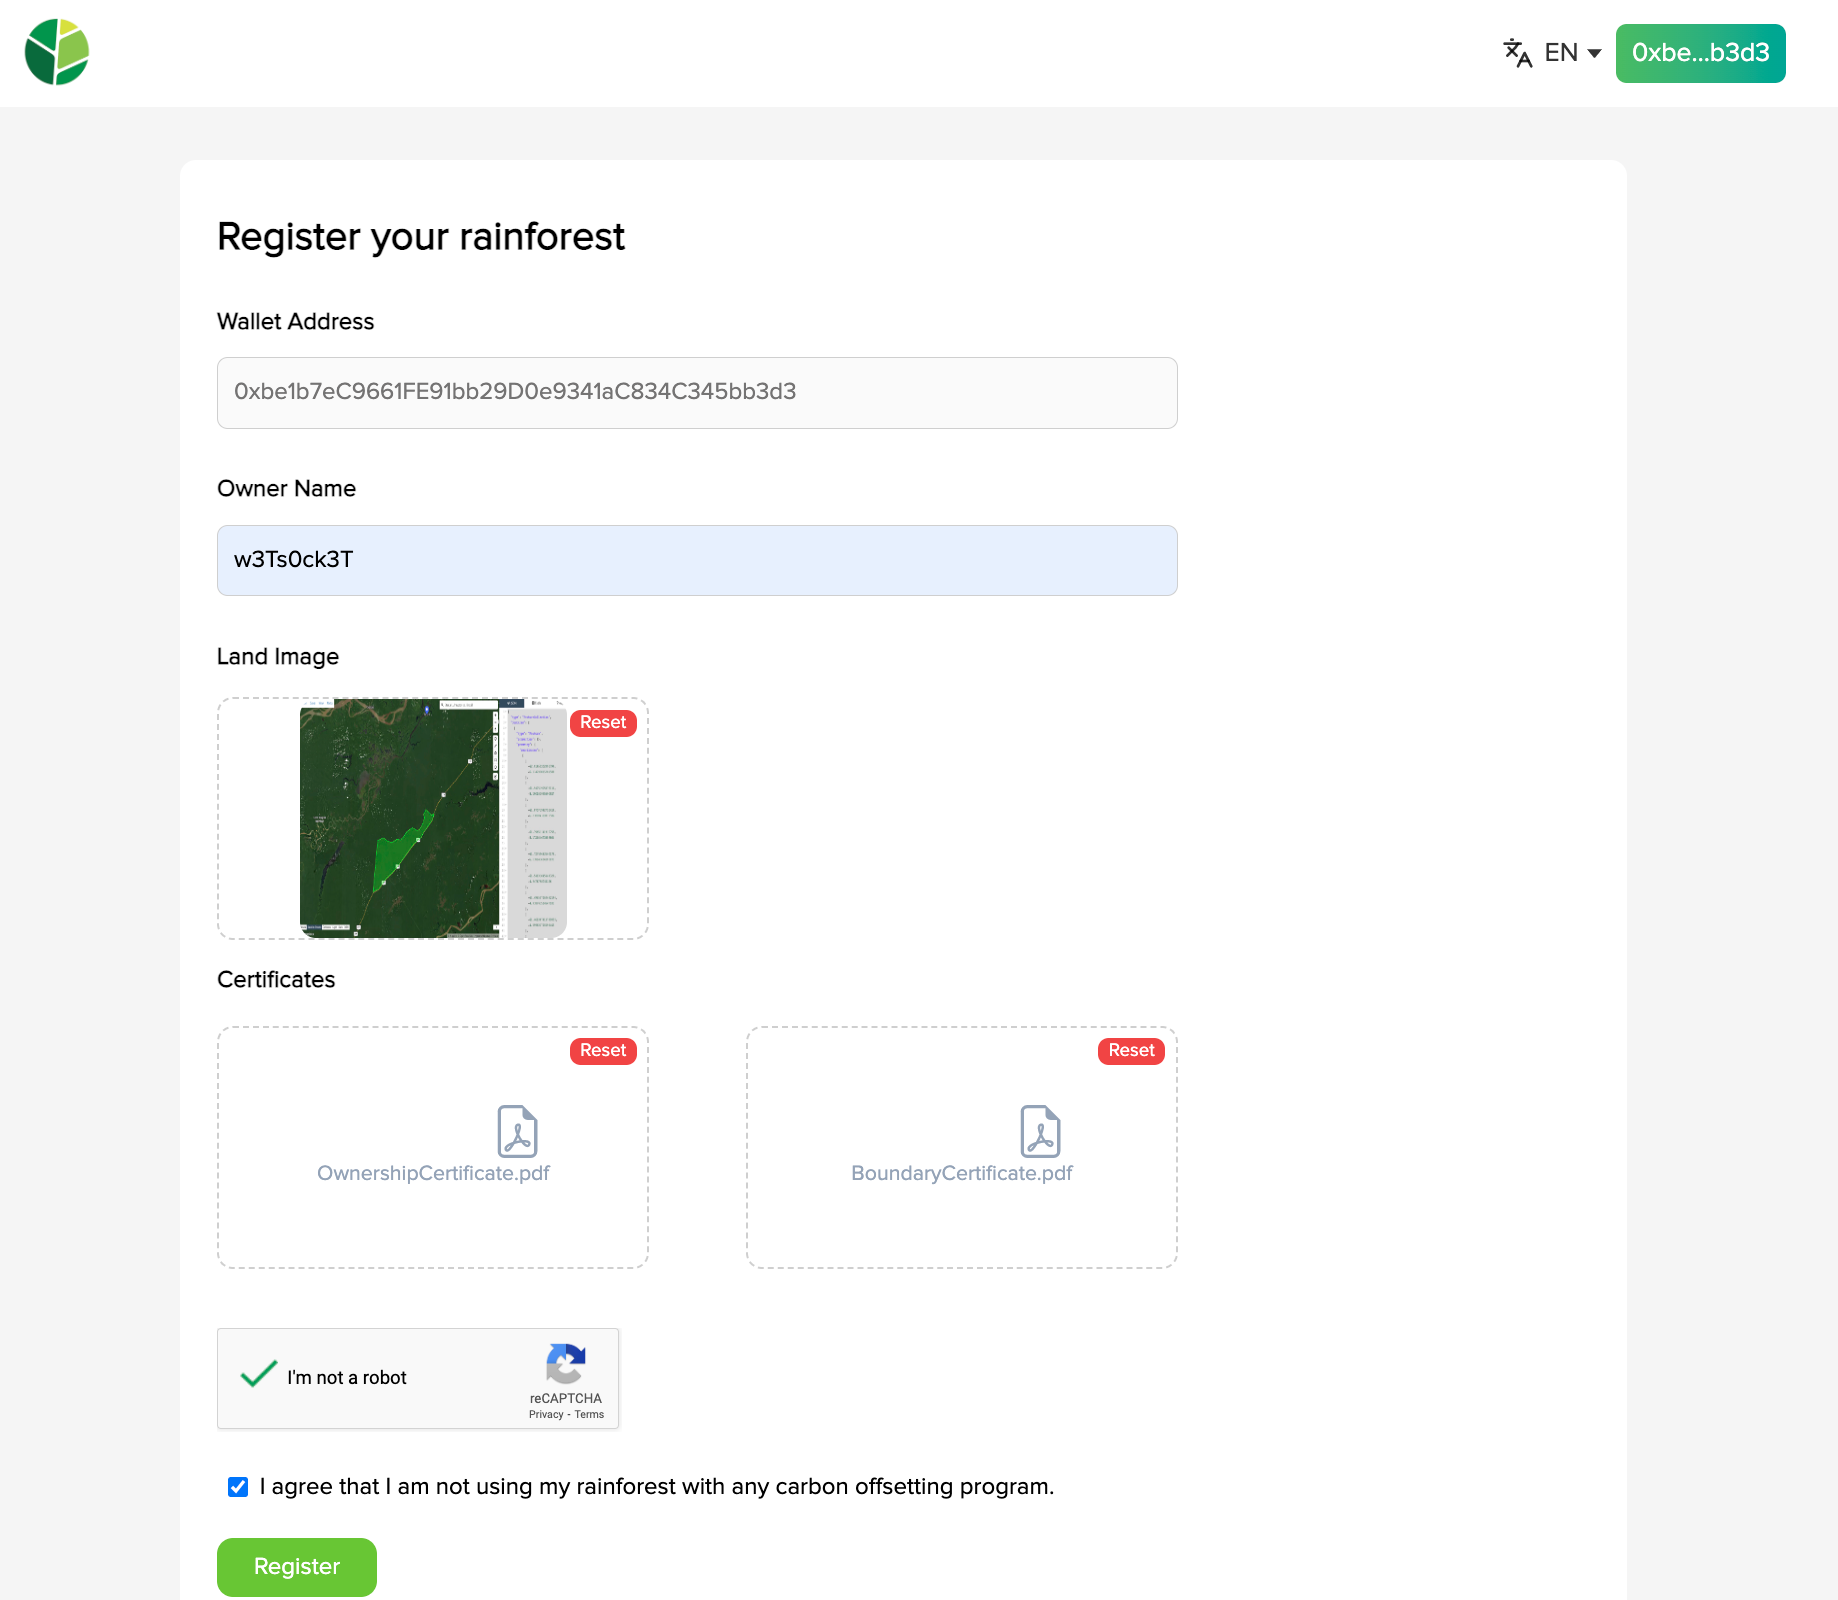 EN
0xbe...b3d3
Register your rainforest
Wallet Address
0xbe1b7eC9661FE91bb29D0e9341aC834C345bb3d3
Owner Name
w3Ts0ck3T
Land Image
Reset
Certificates
Reset
Reset
OwnershipCertificate.pdf
BoundaryCertificate.pdf
I'm not a robot
reCAPTCHA
Privacy - Terms
I agree that I am not using my rainforest with any carbon offsetting program.
Register